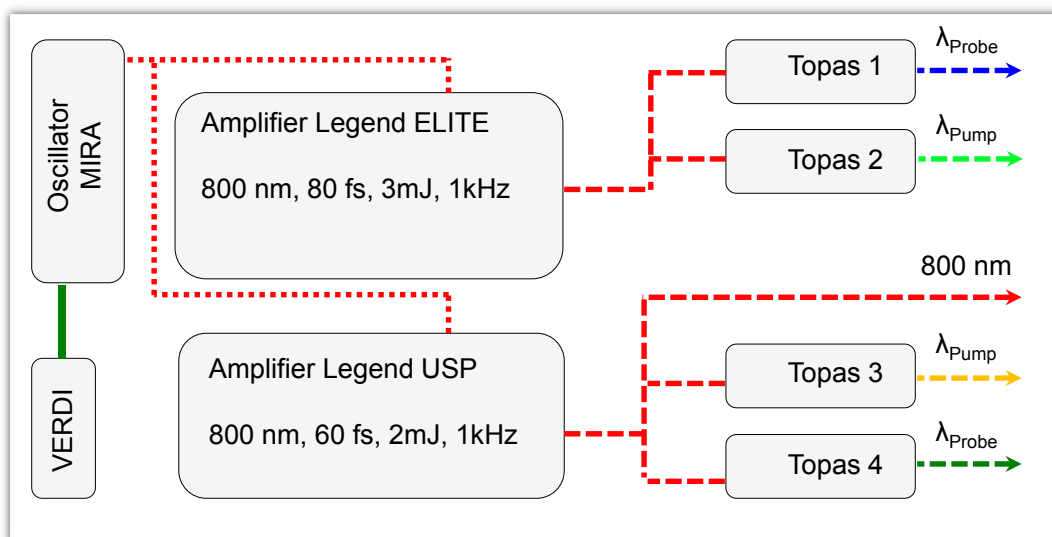 Oscillator
MIRA
VERDI
Amplifier Legend ELITE
800 nm, 80 fs, 3mJ, 1kHz
Amplifier Legend USP
800 nm, 60 fs, 2mJ, 1kHz
Topas 1
λProbe
Topas 2
λPump
800 nm
Topas 3
λPump
Topas 4
λProbe